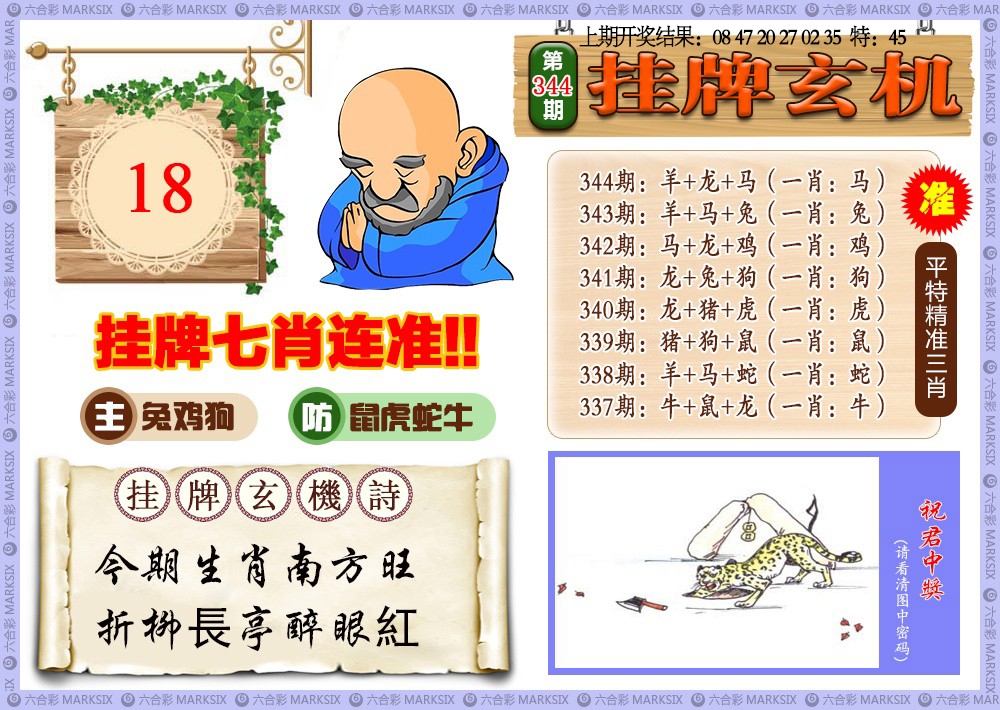 六合彩 MARKSIX
上期开奖结果：08 47 20 27 02 35 特：45
第
344
期
挂牌玄机
18
挂牌七肖连准!!
主 兔鸡狗
防 鼠虎蛇牛
挂牌玄機詩
今期生肖南方旺
折柳長亭醉眼紅
344期：羊+龙+马（一肖：马）
343期：羊+马+兔（一肖：兔）
342期：马+龙+鸡（一肖：鸡）
341期：龙+兔+狗（一肖：狗）
340期：龙+猪+虎（一肖：虎）
339期：猪+狗+鼠（一肖：鼠）
338期：羊+马+蛇（一肖：蛇）
337期：牛+鼠+龙（一肖：牛）
准
平特精准三肖
祝君中獎
（请看清图中密码）